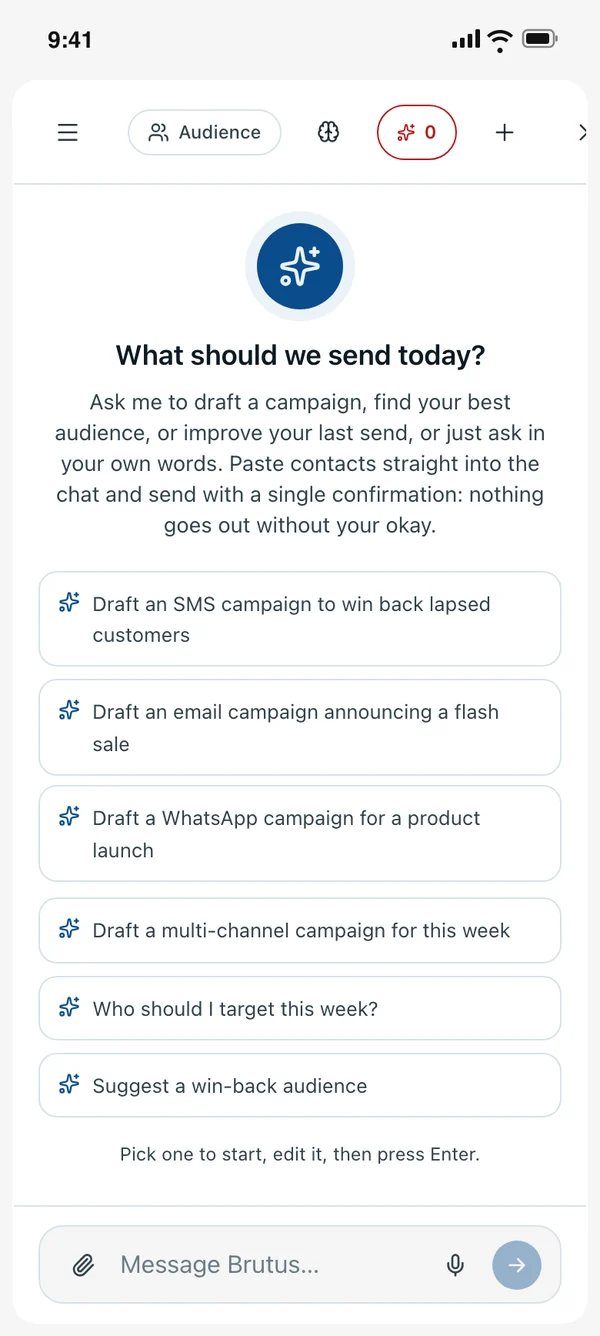 9:41
Audience
0
What should we send today?
Ask me to draft a campaign, find your best
audience, or improve your last send, or just ask in
your own words. Paste contacts straight into the
chat and send with a single confirmation: nothing
goes out without your okay.
Draft an SMS campaign to win back lapsed
customers
Draft an email campaign announcing a flash
sale
Draft a WhatsApp campaign for a product
launch
Draft a multi-channel campaign for this week
Who should I target this week?
Suggest a win-back audience
Pick one to start, edit it, then press Enter.
Message Brutus...